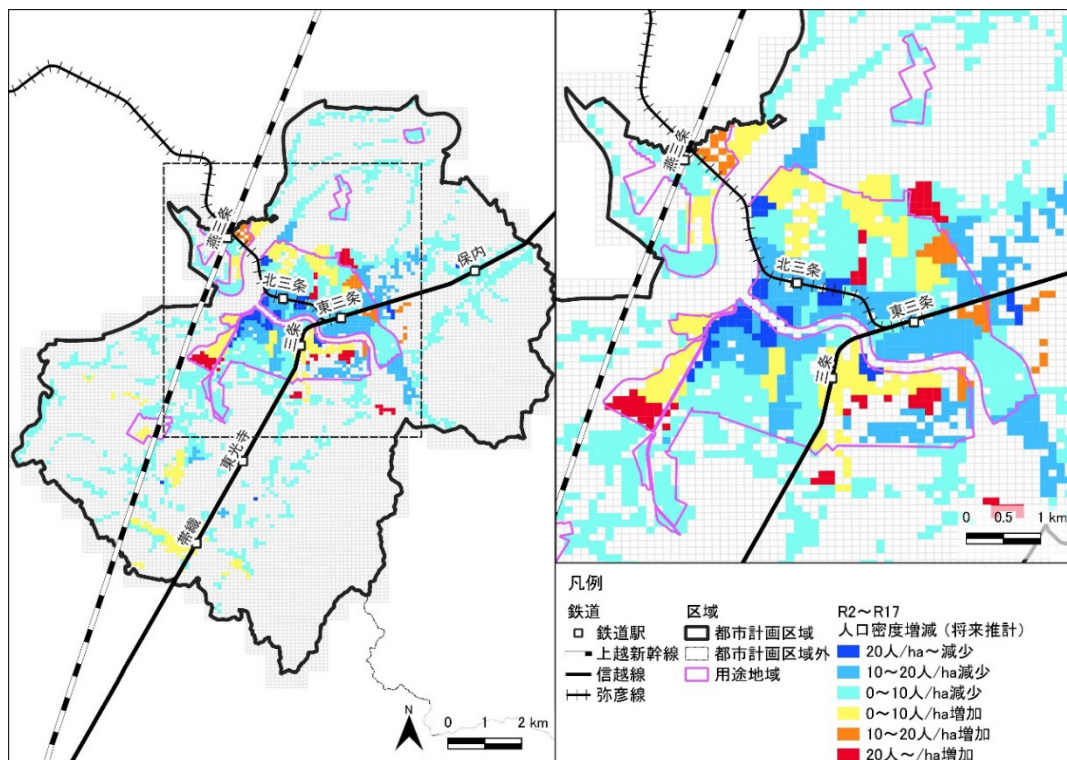 燕三条
北三条
東三条
保内
三条
東光寺
帯織
N
0 1 2 km
燕三条
北三条
東三条
三条
0 0.5 1 km
凡例
鉄道
鉄道駅
上越新幹線
信越線
弥彦線
区域
都市計画区域
都市計画区域外
用途地域
R2～R17
人口密度増減(将来推計)
20人/ha～減少
10～20人/ha減少
0～10人/ha減少
0～10人/ha増加
10～20人/ha増加
20人～/ha増加